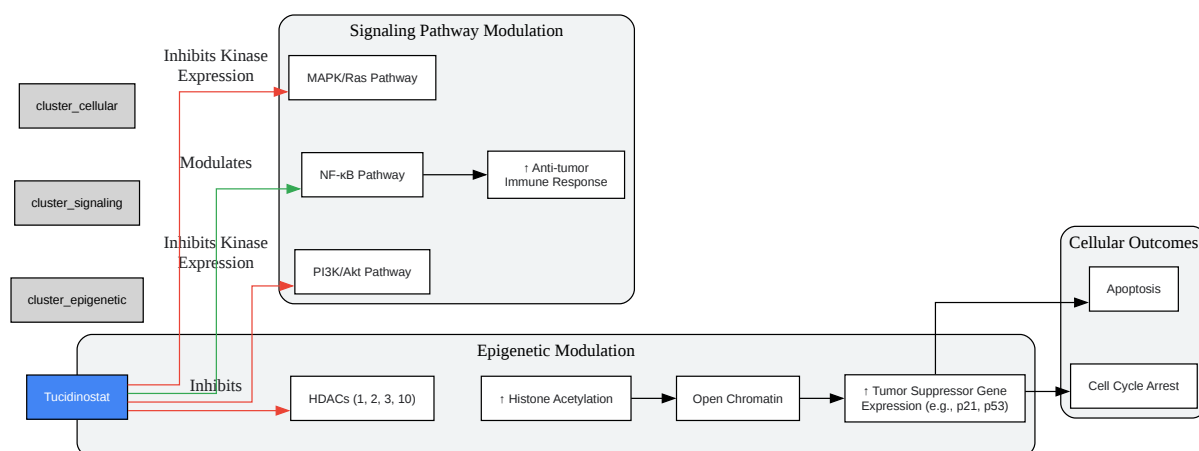 Signaling Pathway Modulation
Inhibits Kinase
Expression
MAPK/Ras Pathway
cluster_cellular
Modulates
NF-κB Pathway
↑ Anti-tumor
Immune Response
cluster_signaling
Inhibits Kinase
Expression
PI3K/Akt Pathway
cluster_epigenetic
Cellular Outcomes
Apoptosis
Epigenetic Modulation
Tucidinostat
Inhibits
HDACs (1, 2, 3, 10)
↑ Histone Acetylation
Open Chromatin
↑ Tumor Suppressor Gene
Expression (e.g., p21, p53)
Cell Cycle Arrest